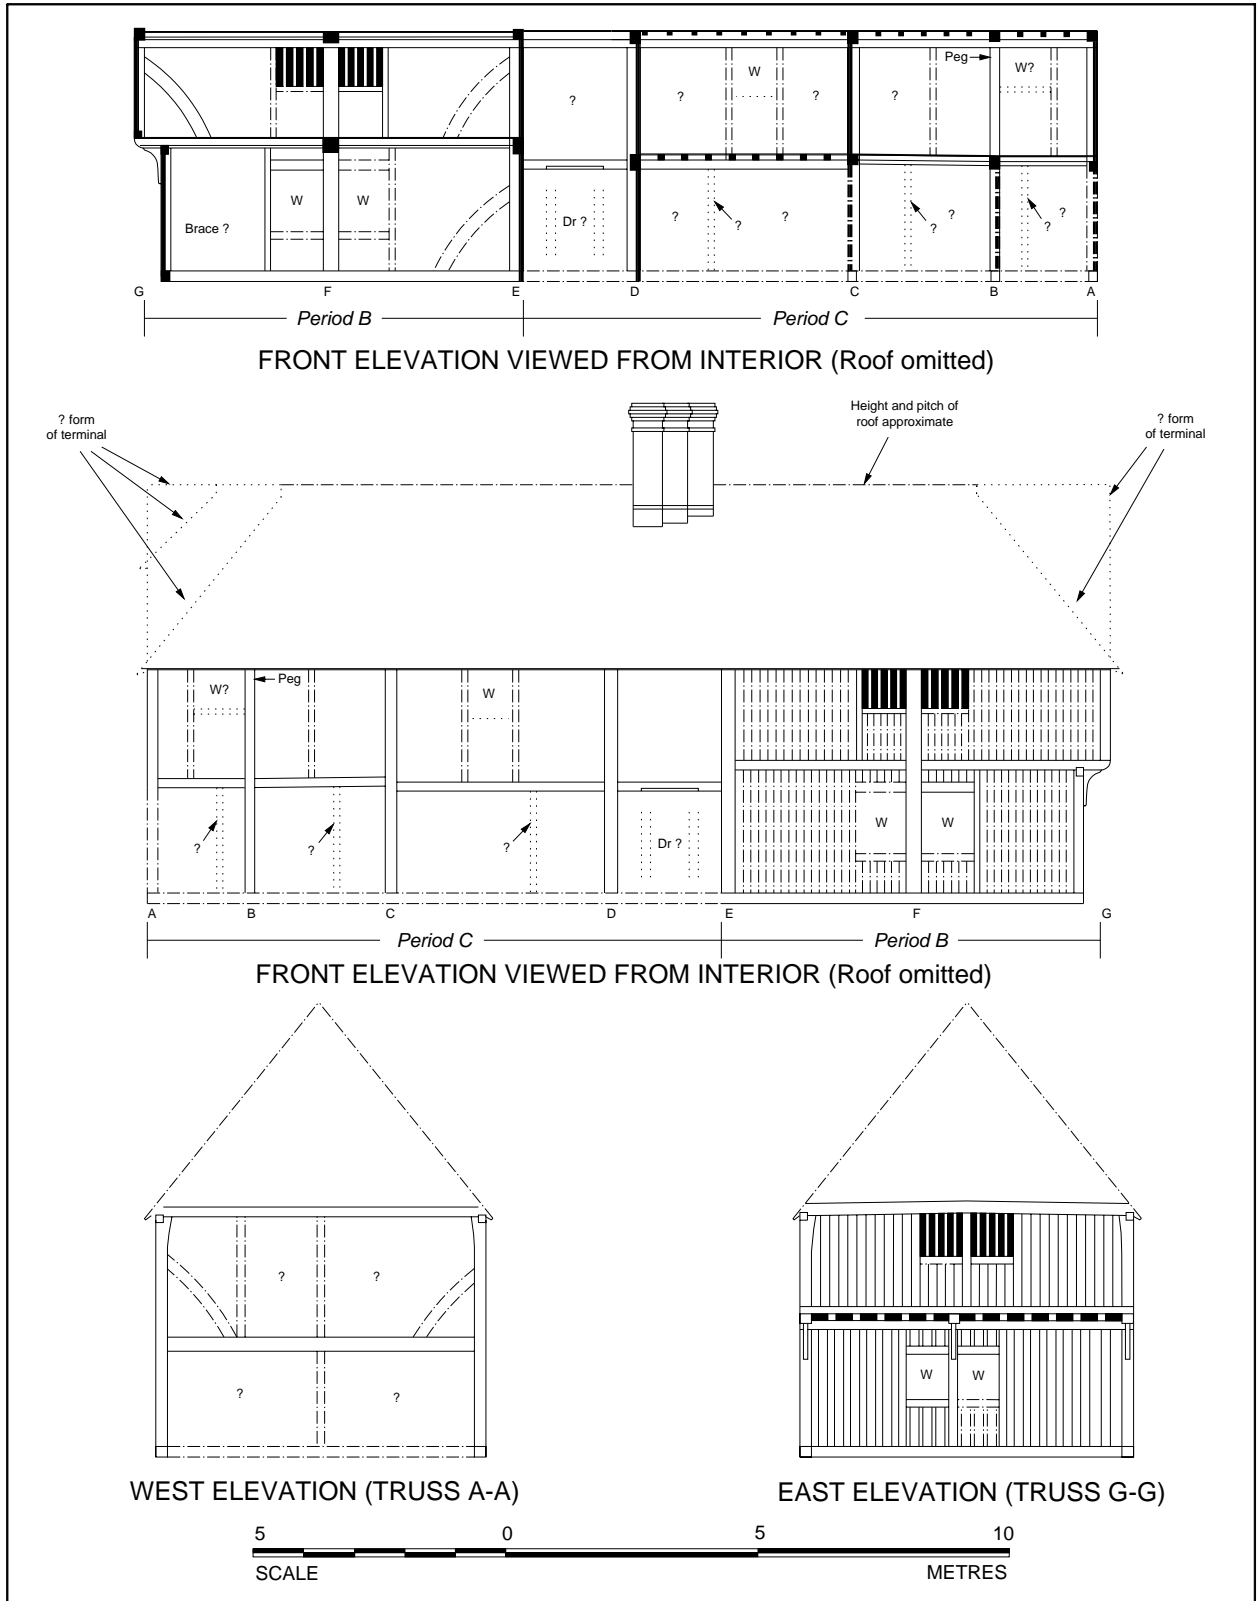 Peg W?
W
? ? ? ?
W W Dr ?
Brace ? ? ? ? ? ? ?
? ? ?
G F E D C B A
Period B Period C
FRONT ELEVATION VIEWED FROM INTERIOR (Roof omitted)
? form
of terminal
Height and pitch of
roof approximate
? form
of terminal
W? Peg W
W W
? ? ? Dr ?
A B C D E F G
Period C Period B
FRONT ELEVATION VIEWED FROM INTERIOR (Roof omitted)
? ?
? ?
W W
WEST ELEVATION (TRUSS A-A)
EAST ELEVATION (TRUSS G-G)
5 0 5 10
SCALE METRES